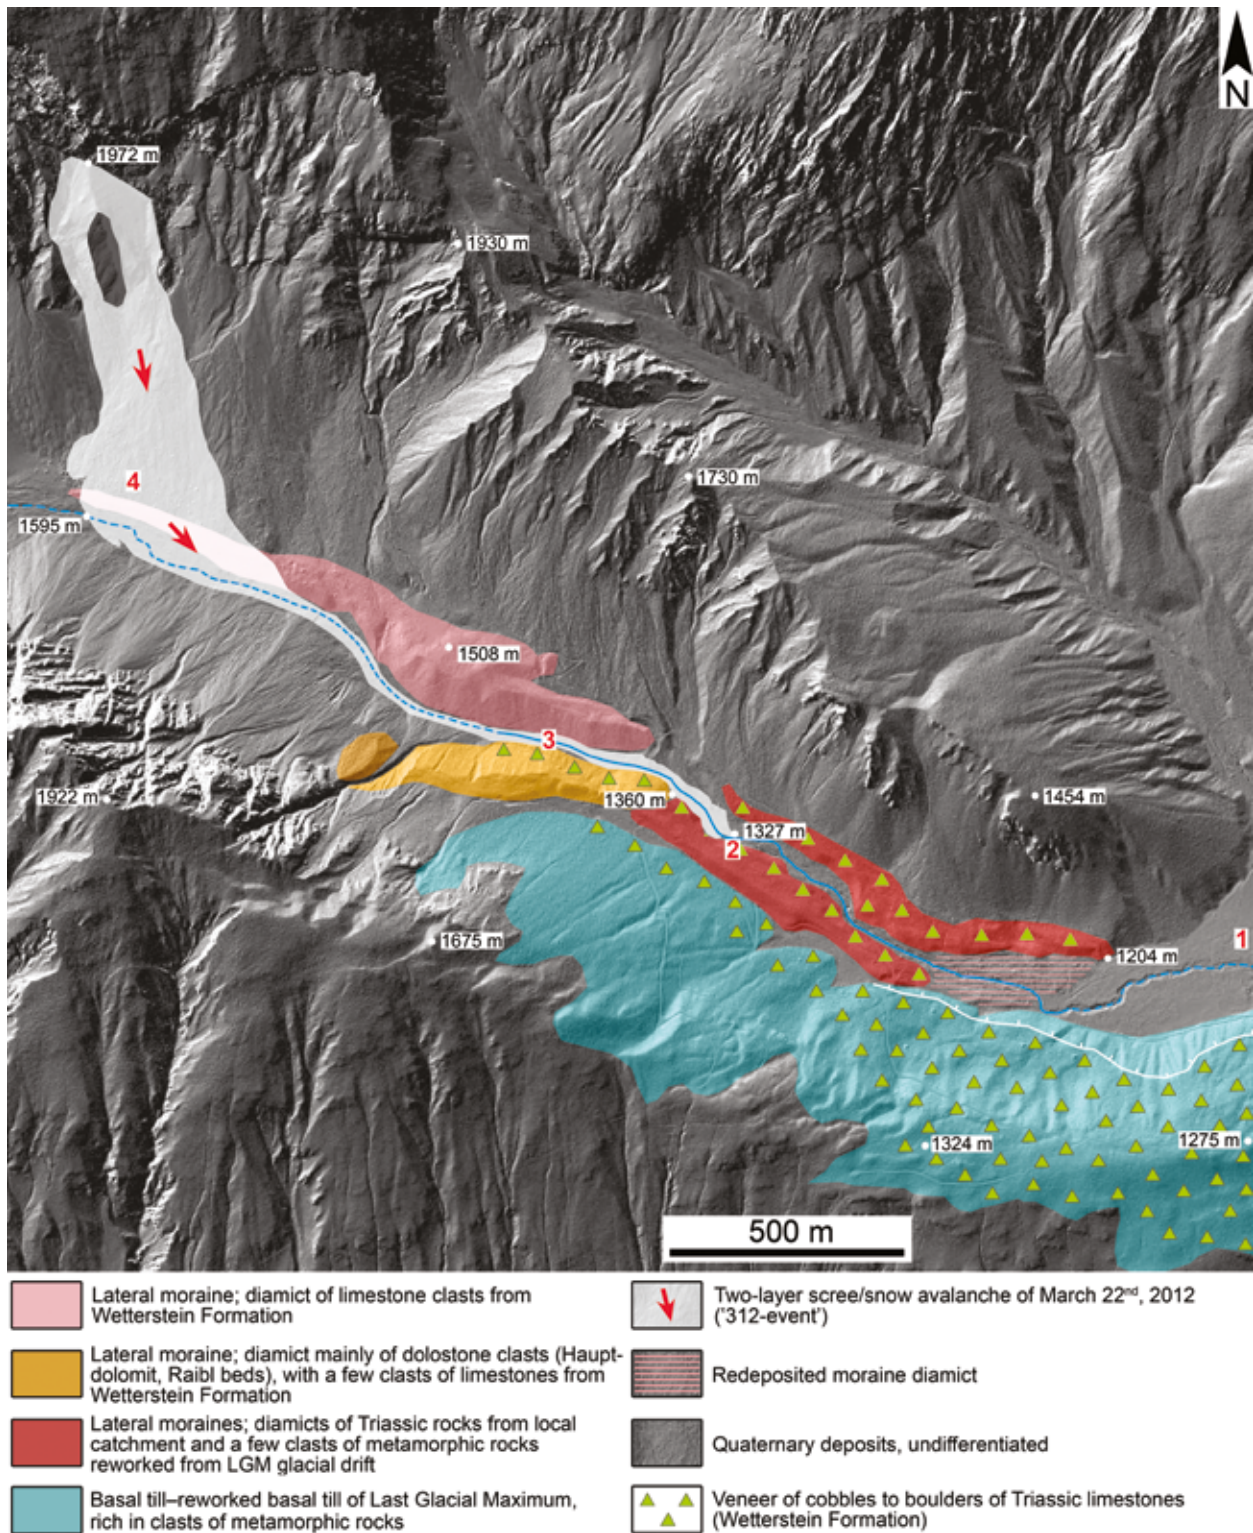 N
1972 m
1930 m
1730 m
4
1595 m
1508 m
3
1922 m
1360 m
1454 m
1327 m
2
1675 m
1
1204 m
1324 m
1275 m
500 m
Lateral moraine; diamict of limestone clasts from
Wetterstein Formation
Lateral moraine; diamict mainly of dolostone clasts (Haupt-
dolomit, Raibl beds), with a few clasts of limestones from
Wetterstein Formation
Lateral moraines; diamicts of Triassic rocks from local
catchment and a few clasts of metamorphic rocks
reworked from LGM glacial drift
Basal till–reworked basal till of Last Glacial Maximum,
rich in clasts of metamorphic rocks
Two-layer scree/snow avalanche of March 22nd, 2012
('312-event')
Redeposited moraine diamict
Quaternary deposits, undifferentiated
Veneer of cobbles to boulders of Triassic limestones
(Wetterstein Formation)